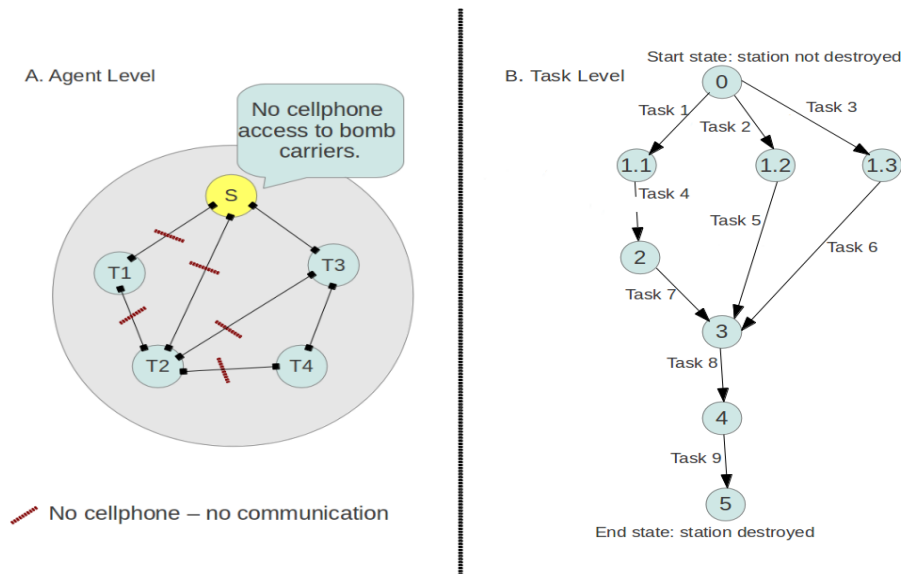 A. Agent Level
No cellphone
access to bomb
carriers.
S
T1
T3
T2
T4
No cellphone – no communication
Start state: station not destroyed
B. Task Level
0
Task 1
Task 2
Task 3
1.1
1.2
1.3
Task 4
Task 5
Task 6
2
Task 7
3
Task 8
4
Task 9
5
End state: station destroyed